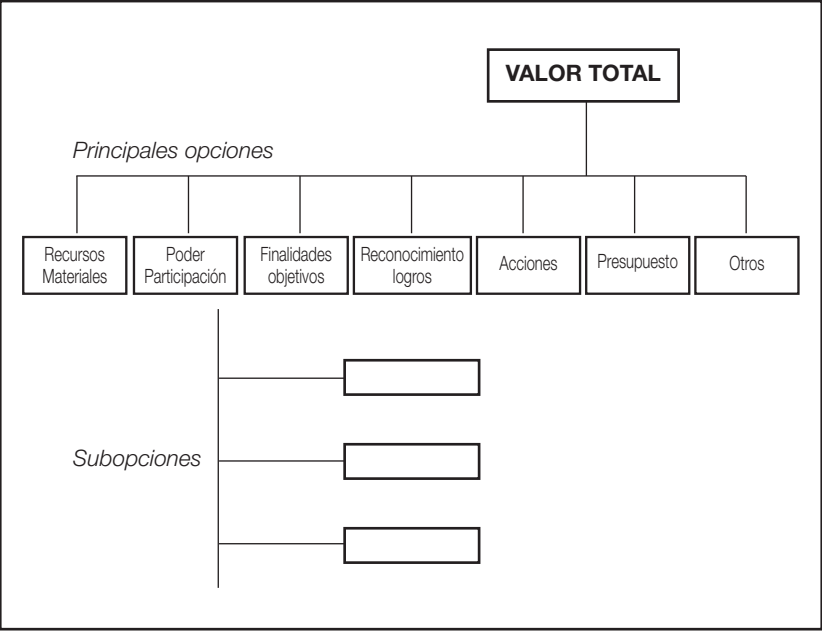 VALOR TOTAL
Principales opciones
Recursos
Materiales
Poder
Participación
Finalidades
objetivos
Reconocimiento
logros
Acciones
Presupuesto
Otros
Subopciones